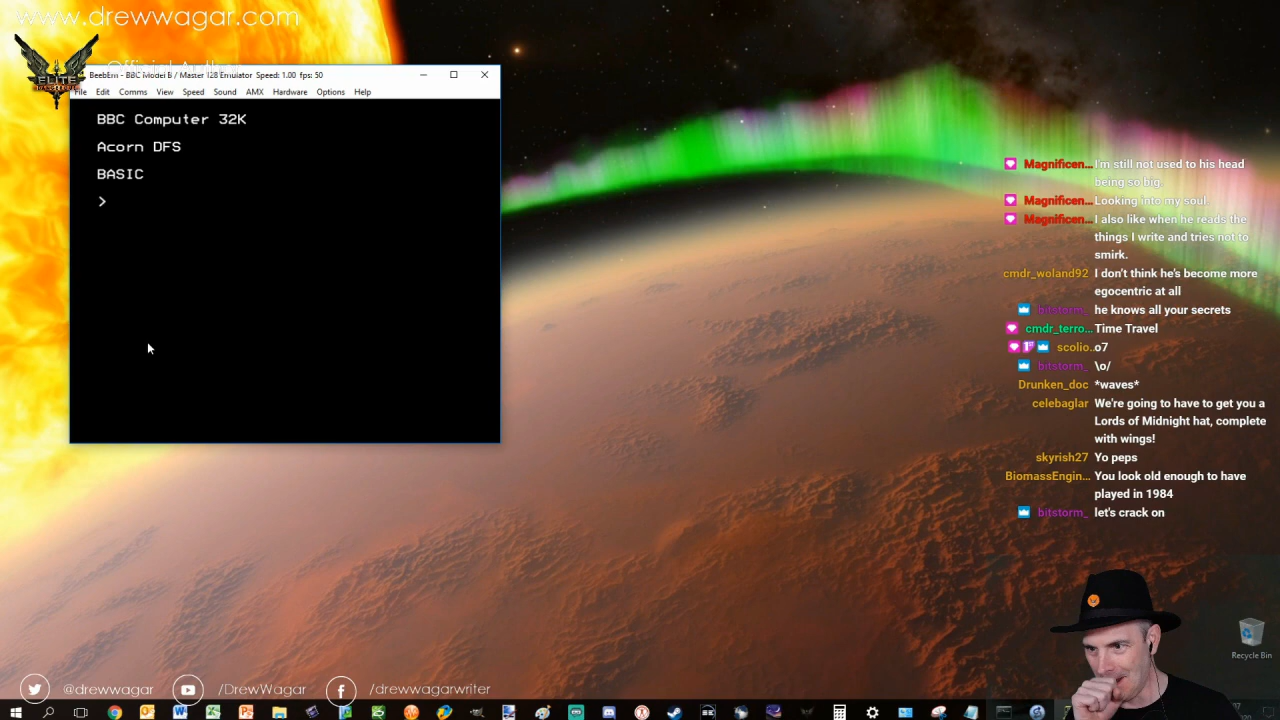 www.drewwagar.com
Official Author
ELITE
DANGEROUS
BeebEm - BBC Model B / Master 128 Emulator Speed: 1.00 fps: 50
File Edit Comms View Speed Sound AMX Hardware Options Help
BBC Computer 32K
Acorn DFS
BASIC
>
Magnificen... I'm still not used to his head
being so big.
Magnificen... Looking into my soul.
Magnificen... I also like when he reads the
things I write and tries not to
smirk.
cmdr_woland92 I don't think he's become more
egocentric at all
bitstorm_ he knows all your secrets
cmdr_terro... Time Travel
scolio... o7
bitstorm_ \o/
Drunken_doc *waves*
celebaglar We're going to have to get you a
Lords of Midnight hat, complete
with wings!
skyrish27 Yo peps
BiomassEngin... You look old enough to have
played in 1984
bitstorm_ let's crack on
Recycle Bin
@drewwagar /DrewWagar /drewwagarwriter